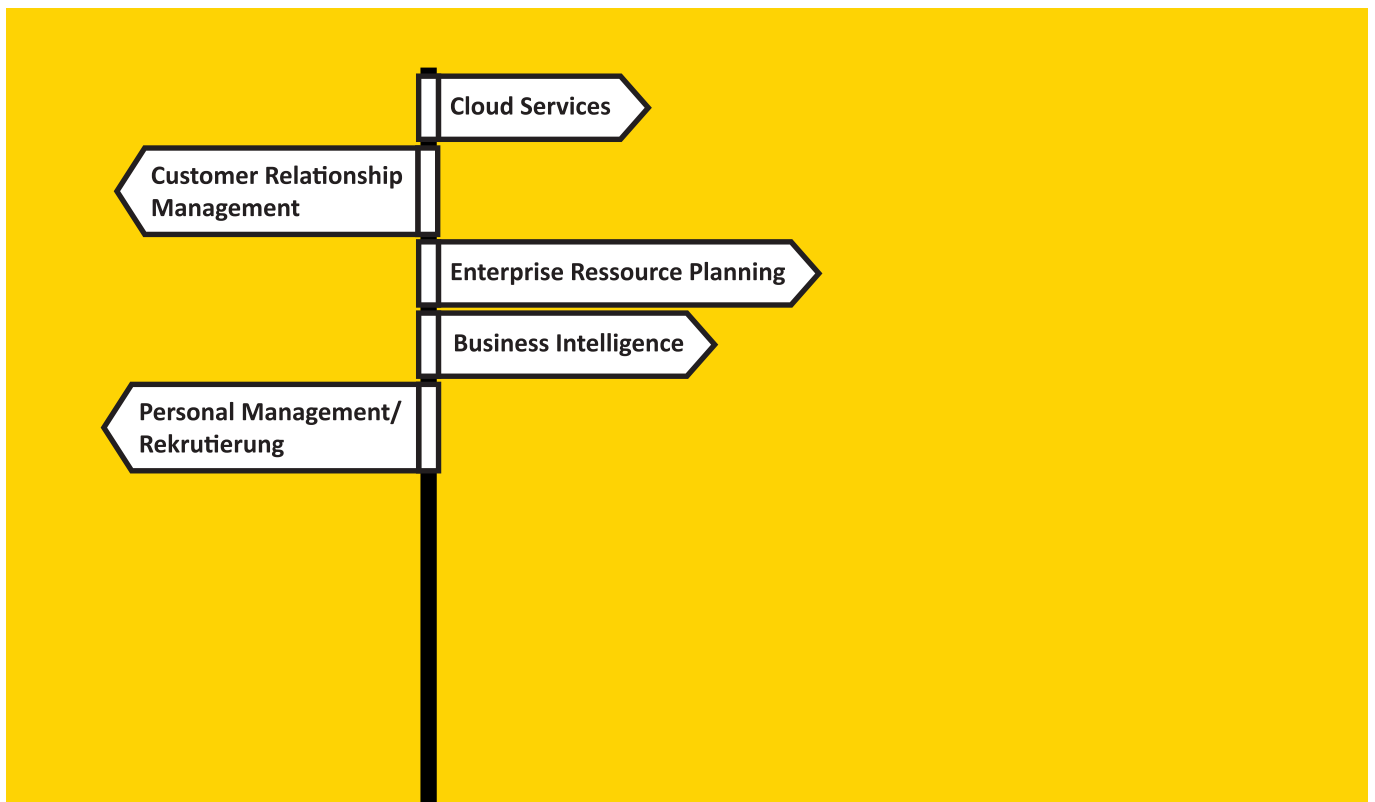 Cloud Services
Customer Relationship
Management
Enterprise Ressource Planning
Business Intelligence
Personal Management/
Rekrutierung